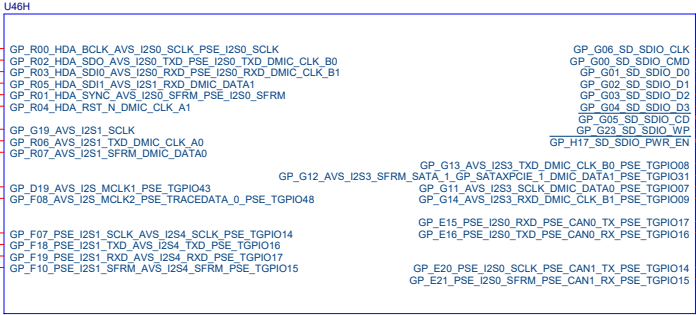 U46H
GP_R00_HDA_BCLK_AVS_I2S0_SCLK_PSE_I2S0_SCLK
GP_R02_HDA_SDO_AVS_I2S0_TXD_PSE_I2S0_TXD_DMIC_CLK_B0
GP_R03_HDA_SDI0_AVS_I2S0_RXD_PSE_I2S0_RXD_DMIC_CLK_B1
GP_R05_HDA_SDI1_AVS_I2S1_RXD_DMIC_DATA1
GP_R01_HDA_SYNC_AVS_I2S0_SFRM_PSE_I2S0_SFRM
GP_R04_HDA_RST_N_DMIC_CLK_A1
GP_G19_AVS_I2S1_SCLK
GP_R06_AVS_I2S1_TXD_DMIC_CLK_A0
GP_R07_AVS_I2S1_SFRM_DMIC_DATA0
GP_D19_AVS_I2S_MCLK1_PSE_TGPIO43
GP_F08_AVS_I2S_MCLK2_PSE_TRACEDATA_0_PSE_TGPIO48
GP_F07_PSE_I2S1_SCLK_AVS_I2S4_SCLK_PSE_TGPIO14
GP_F18_PSE_I2S1_TXD_AVS_I2S4_TXD_PSE_TGPIO16
GP_F19_PSE_I2S1_RXD_AVS_I2S4_RXD_PSE_TGPIO17
GP_F10_PSE_I2S1_SFRM_AVS_I2S4_SFRM_PSE_TGPIO15
GP_G06_SD_SDIO_CLK
GP_G00_SD_SDIO_CMD
GP_G01_SD_SDIO_D0
GP_G02_SD_SDIO_D1
GP_G03_SD_SDIO_D2
GP_G04_SD_SDIO_D3
GP_G05_SD_SDIO_CD
GP_G23_SD_SDIO_WP
GP_H17_SD_SDIO_PWR_EN
GP_G13_AVS_I2S3_TXD_DMIC_CLK_B0_PSE_TGPIO08
GP_G12_AVS_I2S3_SFRM_SATA_1_GP_SATAXPCIE_1_DMIC_DATA1_PSE_TGPIO31
GP_G11_AVS_I2S3_SCLK_DMIC_DATA0_PSE_TGPIO07
GP_G14_AVS_I2S3_RXD_DMIC_CLK_B1_PSE_TGPIO09
GP_E15_PSE_I2S0_RXD_PSE_CAN0_TX_PSE_TGPIO17
GP_E16_PSE_I2S0_TXD_PSE_CAN0_RX_PSE_TGPIO16
GP_E20_PSE_I2S0_SCLK_PSE_CAN1_TX_PSE_TGPIO14
GP_E21_PSE_I2S0_SFRM_PSE_CAN1_RX_PSE_TGPIO15